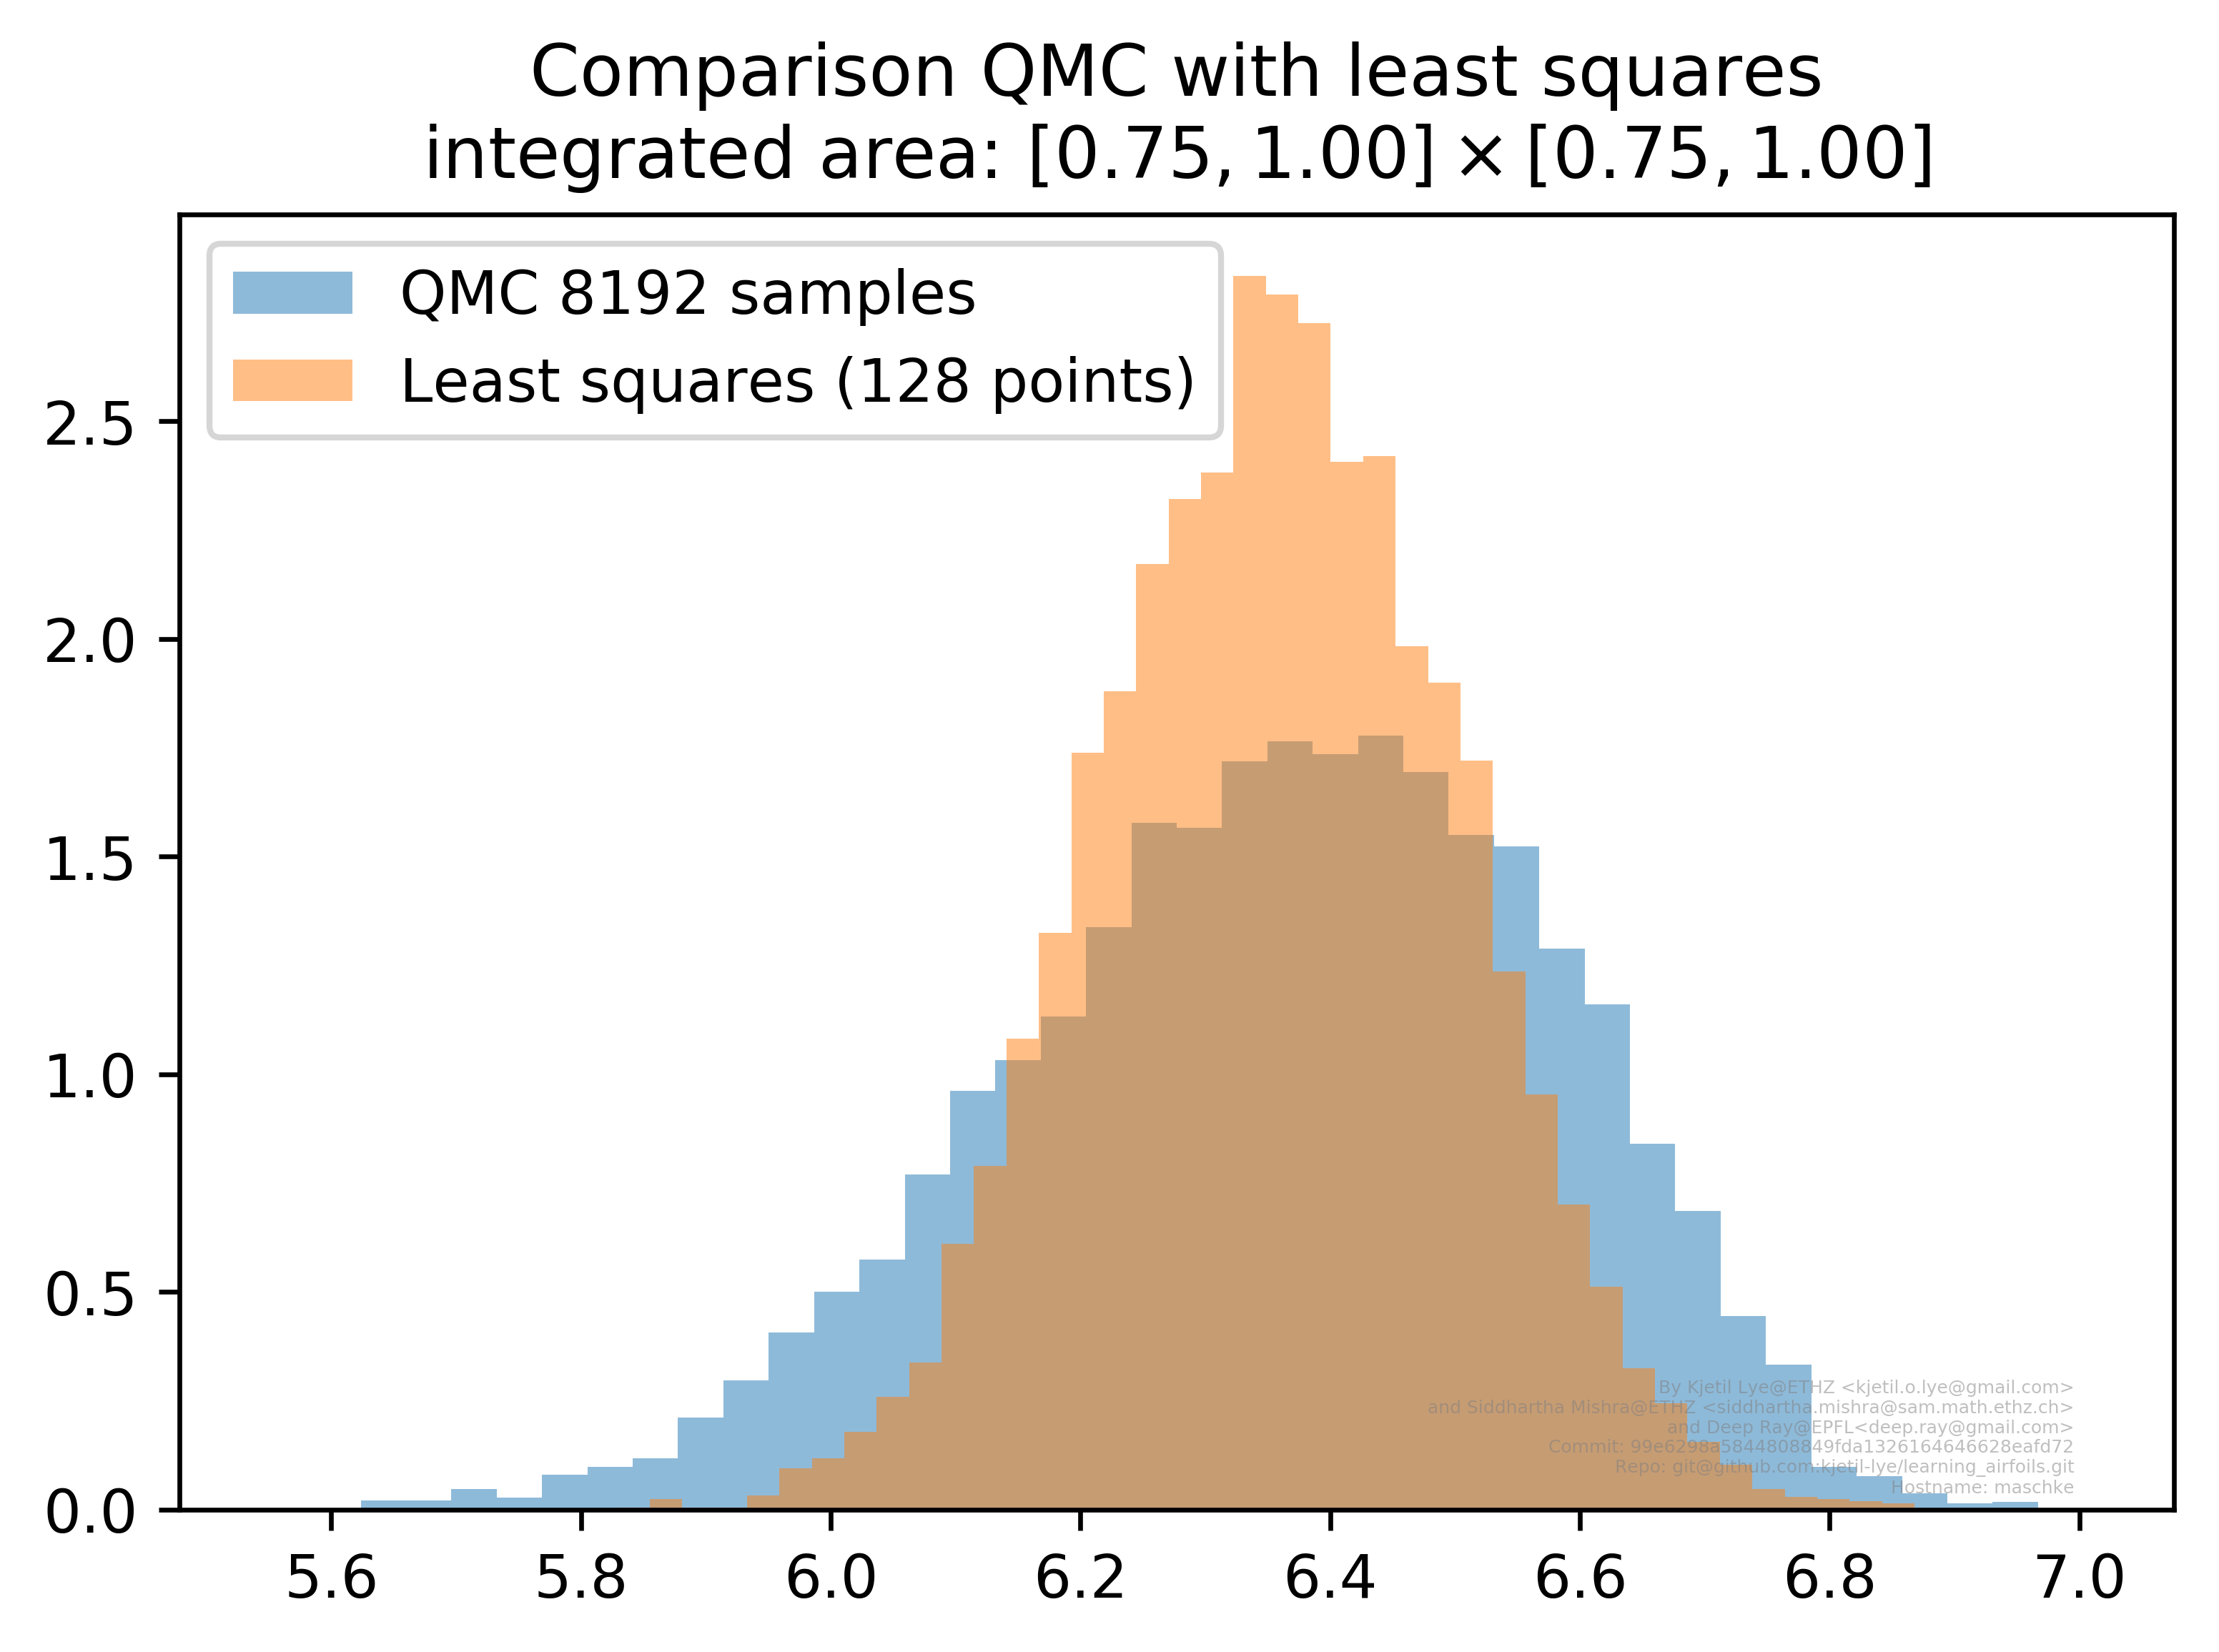 Comparison QMC with least squares
integrated area: [0.75, 1.00] × [0.75, 1.00]
QMC 8192 samples
Least squares (128 points)
2.5
2.0
1.5
1.0
0.5
0.0
By Kjetil Lye@ETHZ <kjetil.o.lye@gmail.com>
and Siddhartha Mishra@ETHZ <siddhartha.mishra@sam.math.ethz.ch>
and Deep Ray@EPFL<deep.ray@gmail.com>
Commit: 99e6298a5844808849fda1326164646628eafd72
Repo: git@github.com:kjetil-lye/learning_airfoils.git
Hostname: maschke
5.6 5.8 6.0 6.2 6.4 6.6 6.8 7.0